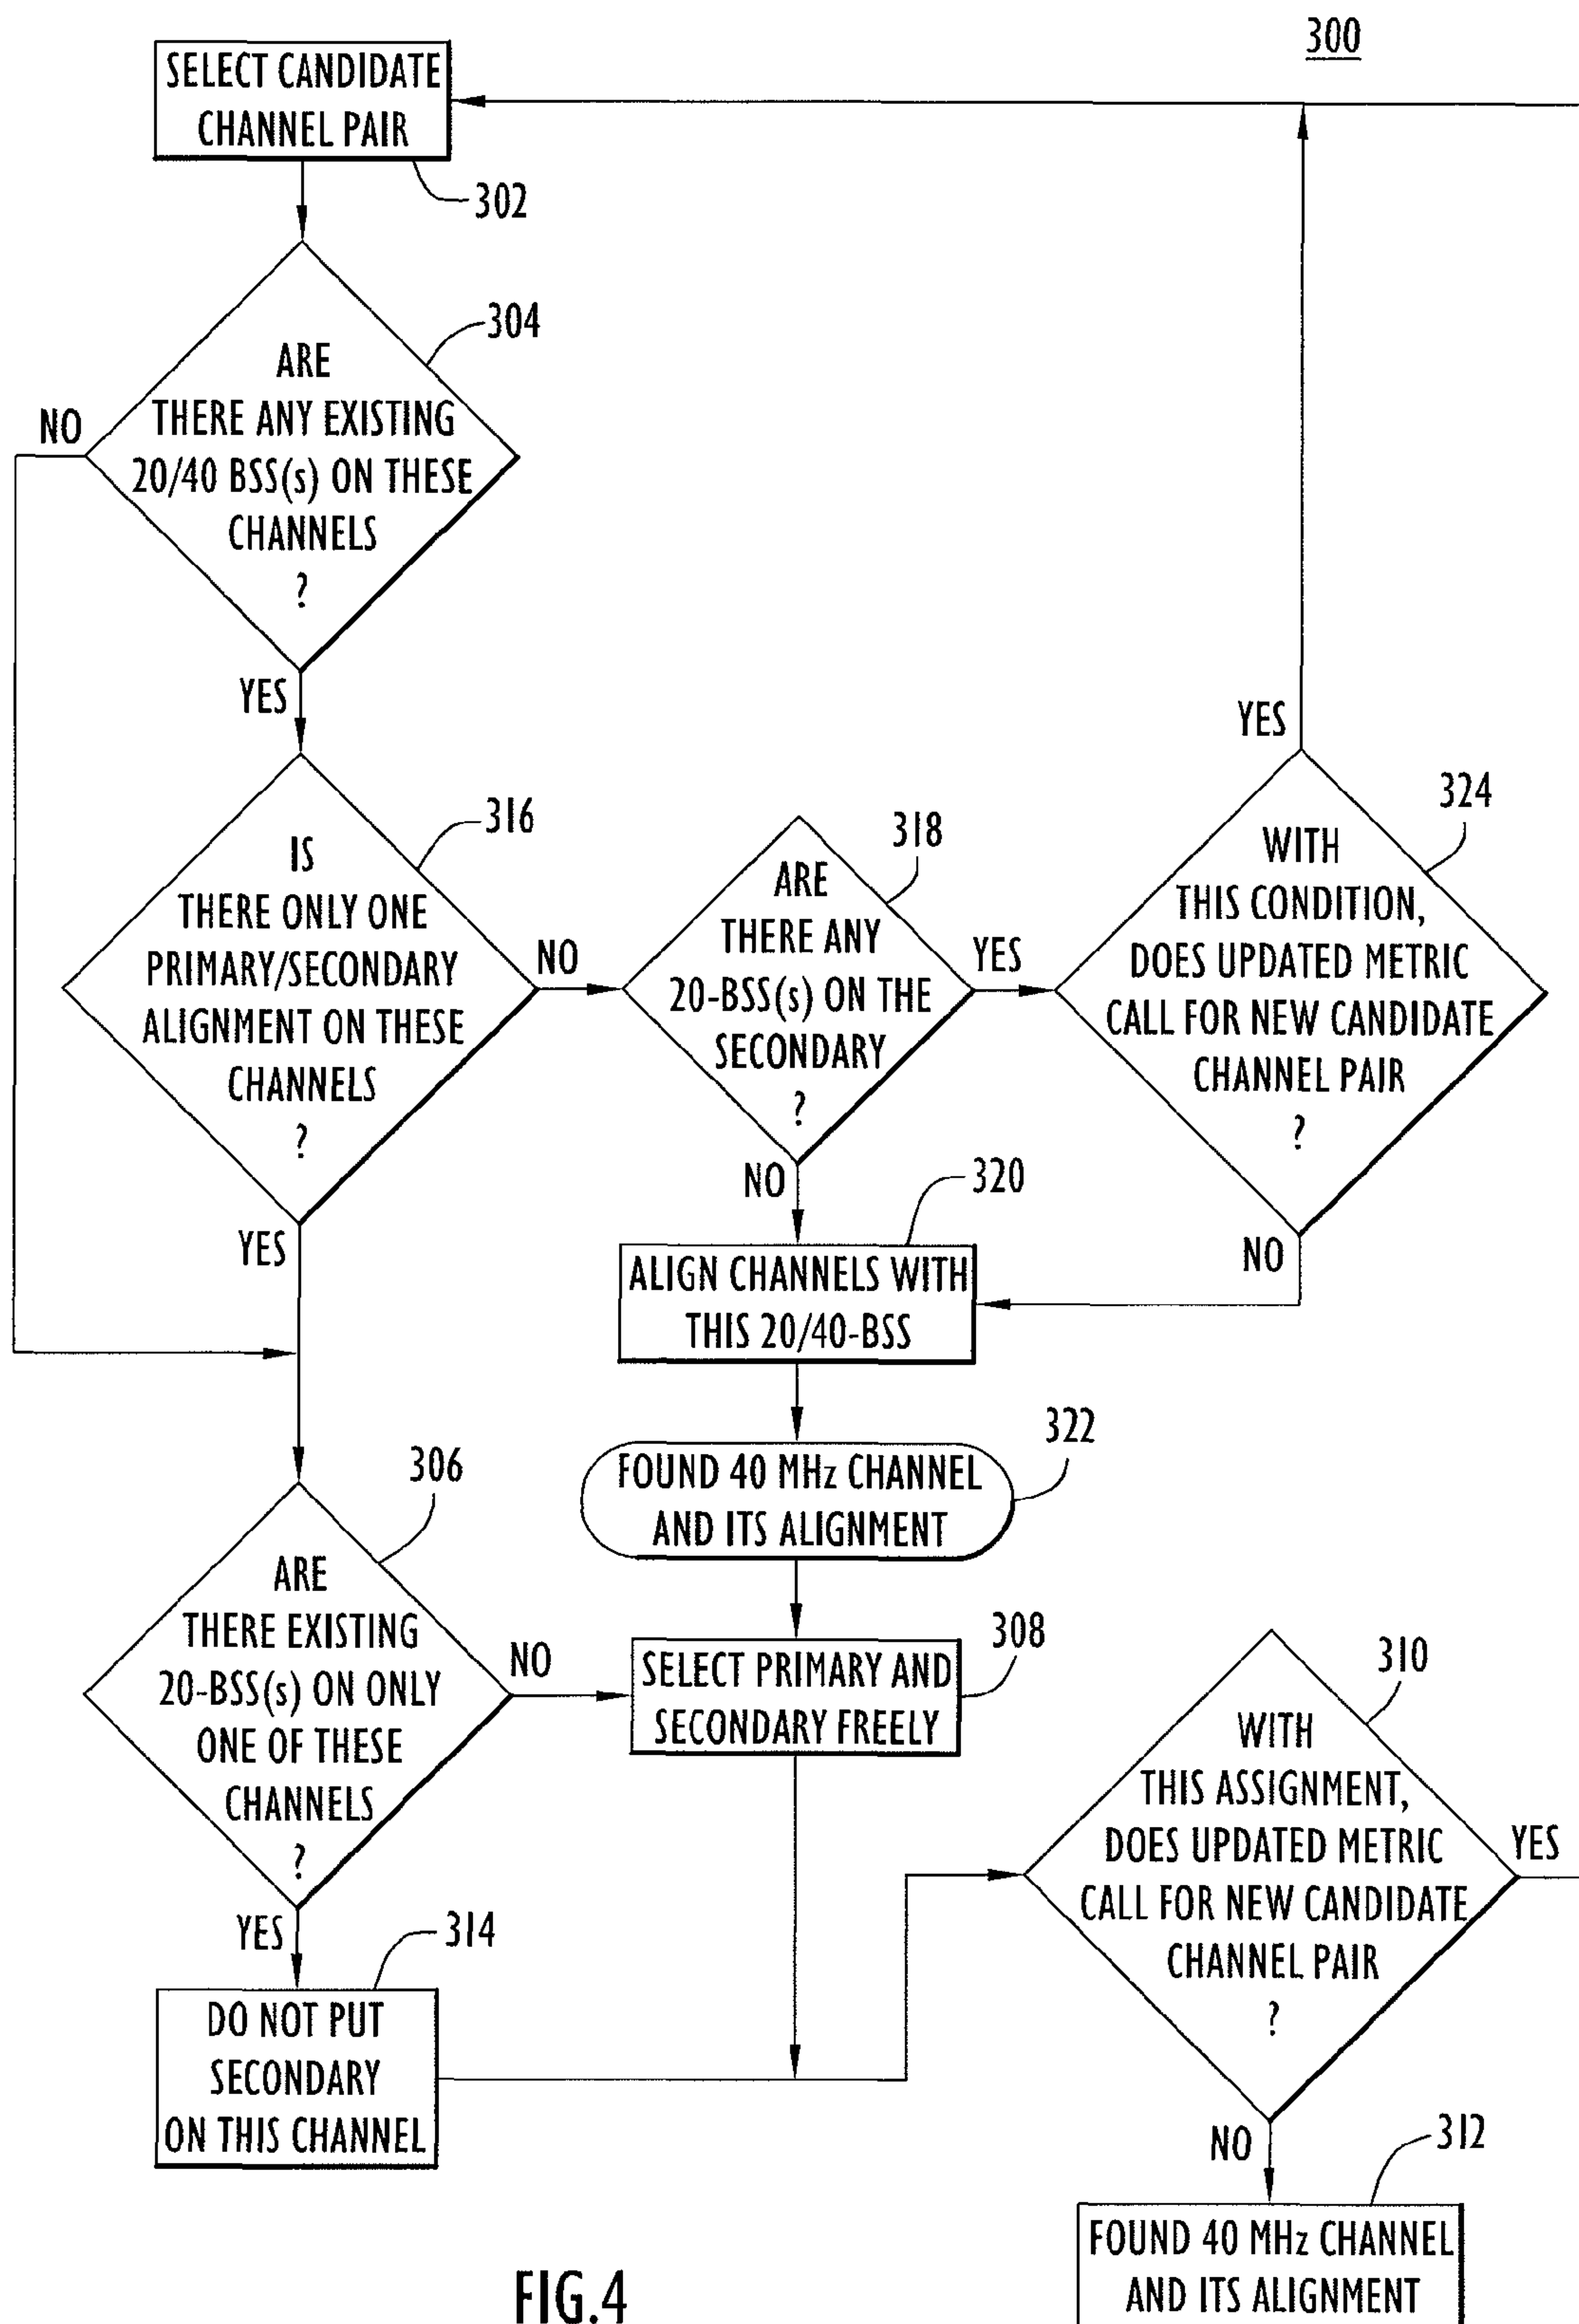 300
SELECT CANDIDATE
CHANNEL PAIR
302
304
ARE
THERE ANY EXISTING
20/40 BSS(s) ON THESE
CHANNELS
?
NO
YES
316
IS
THERE ONLY ONE
PRIMARY/SECONDARY
ALIGNMENT ON THESE
CHANNELS
?
NO
YES
318
ARE
THERE ANY
20-BSS(s) ON THE
SECONDARY
?
YES
NO
324
YES
WITH
THIS CONDITION,
DOES UPDATED METRIC
CALL FOR NEW CANDIDATE
CHANNEL PAIR
?
NO
320
ALIGN CHANNELS WITH
THIS 20/40-BSS
322
FOUND 40 MHz CHANNEL
AND ITS ALIGNMENT
306
ARE
THERE EXISTING
20-BSS(s) ON ONLY
ONE OF THESE
CHANNELS
?
NO
YES
308
SELECT PRIMARY AND
SECONDARY FREELY
310
WITH
THIS ASSIGNMENT,
DOES UPDATED METRIC
CALL FOR NEW CANDIDATE
CHANNEL PAIR
?
YES
NO
314
DO NOT PUT
SECONDARY
ON THIS CHANNEL
312
FOUND 40 MHz CHANNEL
AND ITS ALIGNMENT
FIG.4